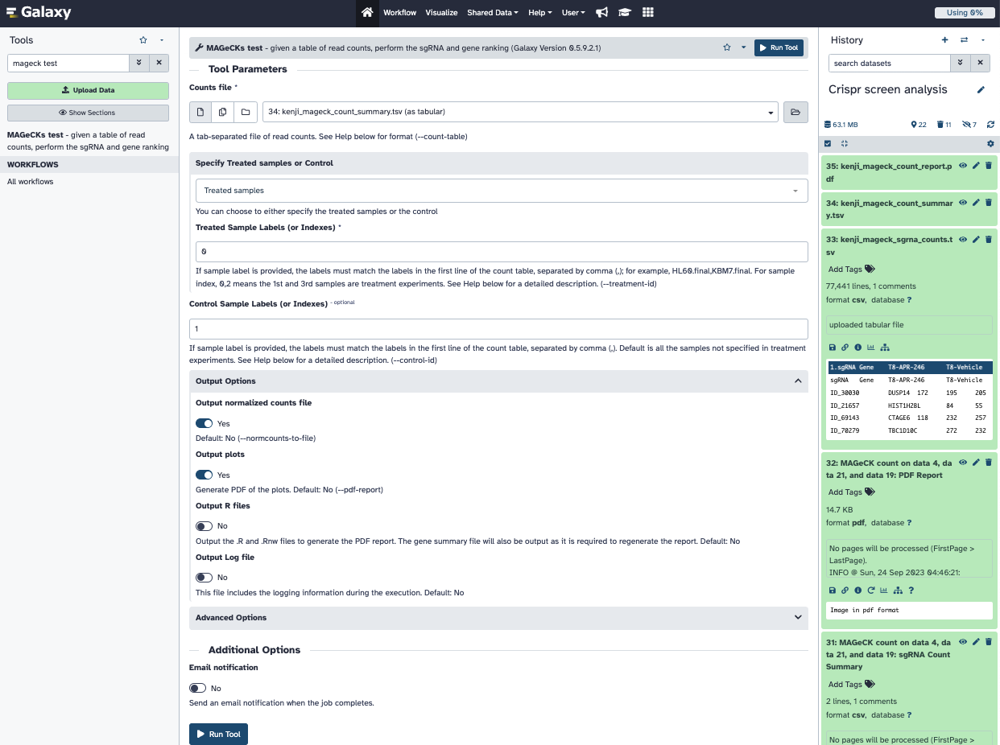 Galaxy
Workflow Visualize Shared Data Help User
Using 0%
Tools
mageck test
Upload Data
Show Sections
MAGeCKs test - given a table of read
counts, perform the sgRNA and gene ranking
WORKFLOWS
All workflows
MAGeCKs test - given a table of read counts, perform the sgRNA and gene ranking (Galaxy Version 0.5.9.2.1)
Run Tool
Tool Parameters
Counts file *
34: kenji_mageck_count_summary.tsv (as tabular)
A tab-separated file of read counts. See Help below for format (--count-table)
Specify Treated samples or Control
Treated samples
You can choose to either specify the treated samples or the control
Treated Sample Labels (or Indexes) *
0
If sample label is provided, the labels must match the labels in the first line of the count table, separated by comma (,); for example, HL60.final,KBM7.final. For sample
index, 0,2 means the 1st and 3rd samples are treatment experiments. See Help below for a detailed description. (--treatment-id)
Control Sample Labels (or Indexes) - optional
1
If sample label is provided, the labels must match the labels in the first line of the count table, separated by comma (,). Default is all the samples not specified in treatment
experiments. See Help below for a detailed description. (--control-id)
Output Options
Output normalized counts file
Yes
Default: No (--normcounts-to-file)
Output plots
Yes
Generate PDF of the plots. Default: No (--pdf-report)
Output R files
No
Output the .R and .Rnw files to generate the PDF report. The gene summary file will also be output as it is required to regenerate the report. Default: No
Output Log file
No
This file includes the logging information during the execution. Default: No
Advanced Options
Additional Options
Email notification
No
Send an email notification when the job completes.
Run Tool
History
search datasets
Crispr screen analysis
63.1 MB 22 11 7
35: kenji_mageck_count_report.p
df
34: kenji_mageck_count_summar
y.tsv
33: kenji_mageck_sgrna_counts.t
sv
Add Tags
77,441 lines, 1 comments
format csv, database ?
uploaded tabular file
1.sgRNA Gene T8-APR-246 T8-Vehicle
sgRNA Gene T8-APR-246 T8-Vehicle
ID_30030 DUSP14 172 195 205
ID_21657 HIST1H2BL 84 55
ID_69143 CTAGE6 118 232 257
ID_70279 TBC1D10C 272 232
32: MAGeCK count on data 4, da
ta 21, and data 19: PDF Report
Add Tags
14.7 KB
format pdf, database ?
No pages will be processed (FirstPage >
LastPage).
INFO @ Sun, 24 Sep 2023 04:46:21:
?
Image in pdf format
31: MAGeCK count on data 4, da
ta 21, and data 19: sgRNA Count
Summary
Add Tags
2 lines, 1 comments
format csv, database ?
No pages will be processed (FirstPage >